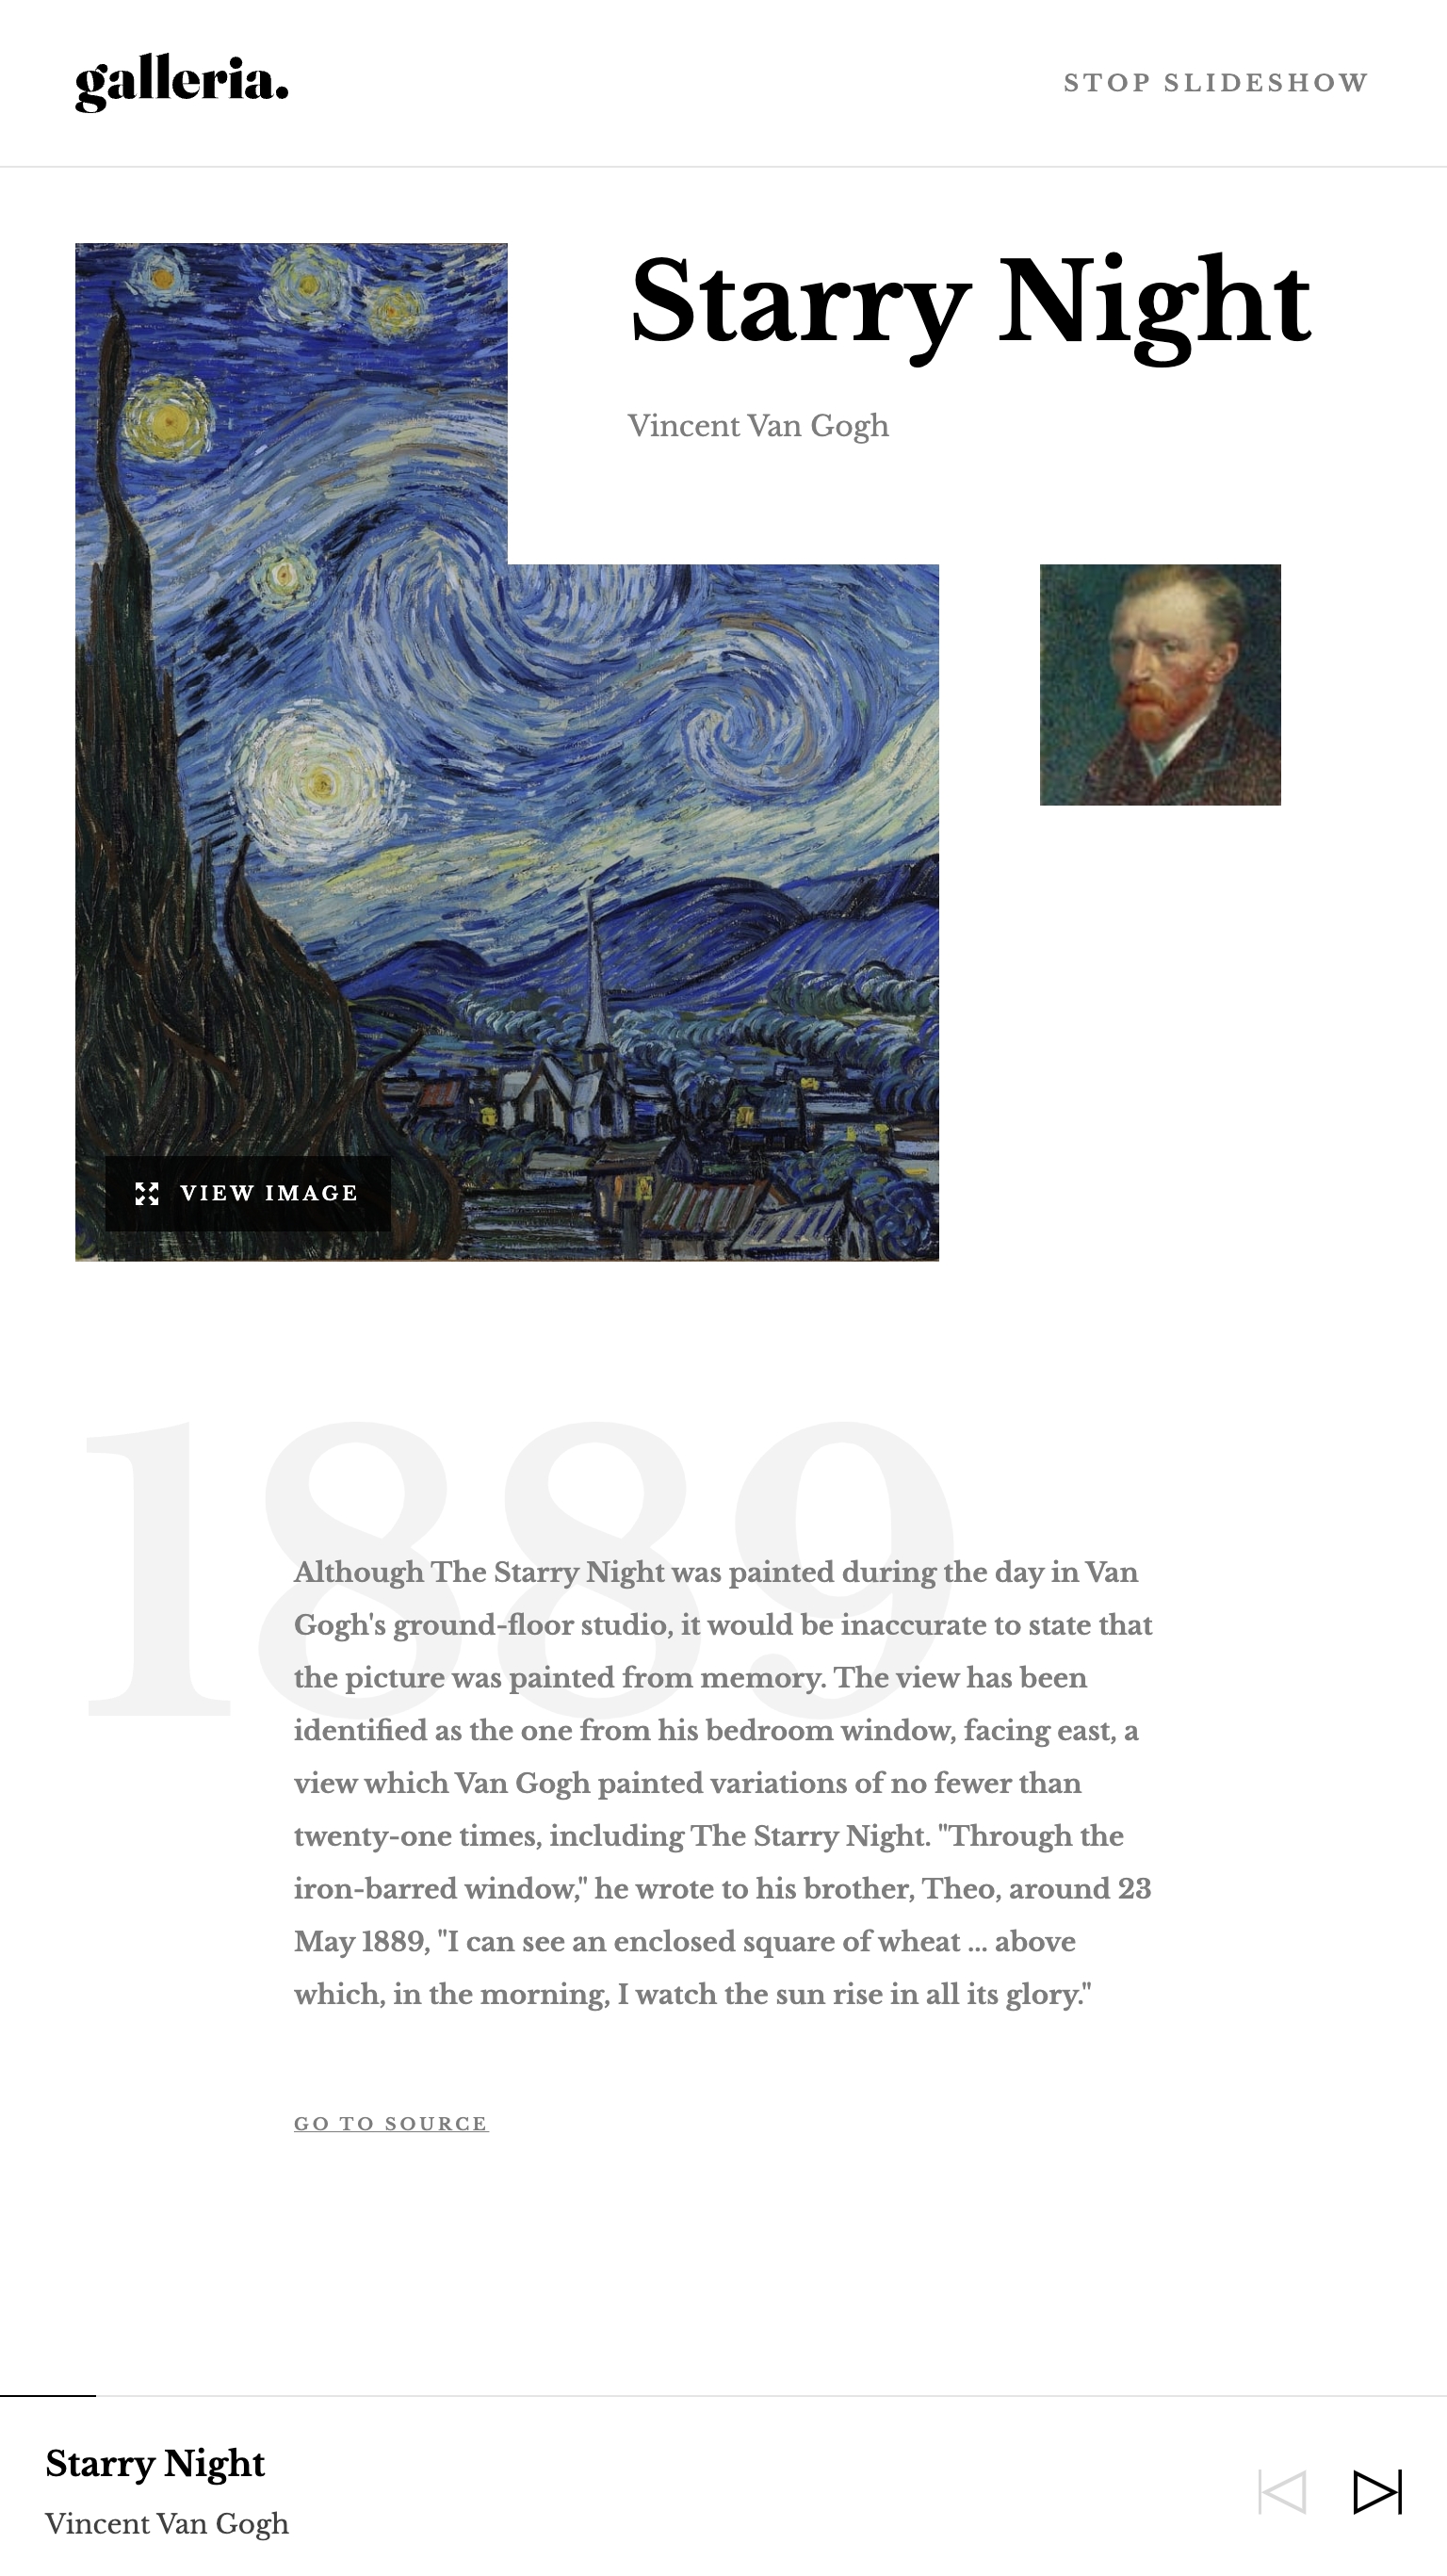 galleria.
STOP SLIDESHOW
Starry Night
Vincent Van Gogh
VIEW IMAGE
1889
Although The Starry Night was painted during the day in Van
Gogh's ground-floor studio, it would be inaccurate to state that
the picture was painted from memory. The view has been
identified as the one from his bedroom window, facing east, a
view which Van Gogh painted variations of no fewer than
twenty-one times, including The Starry Night. "Through the
iron-barred window," he wrote to his brother, Theo, around 23
May 1889, "I can see an enclosed square of wheat ... above
which, in the morning, I watch the sun rise in all its glory."
GO TO SOURCE
Starry Night
Vincent Van Gogh